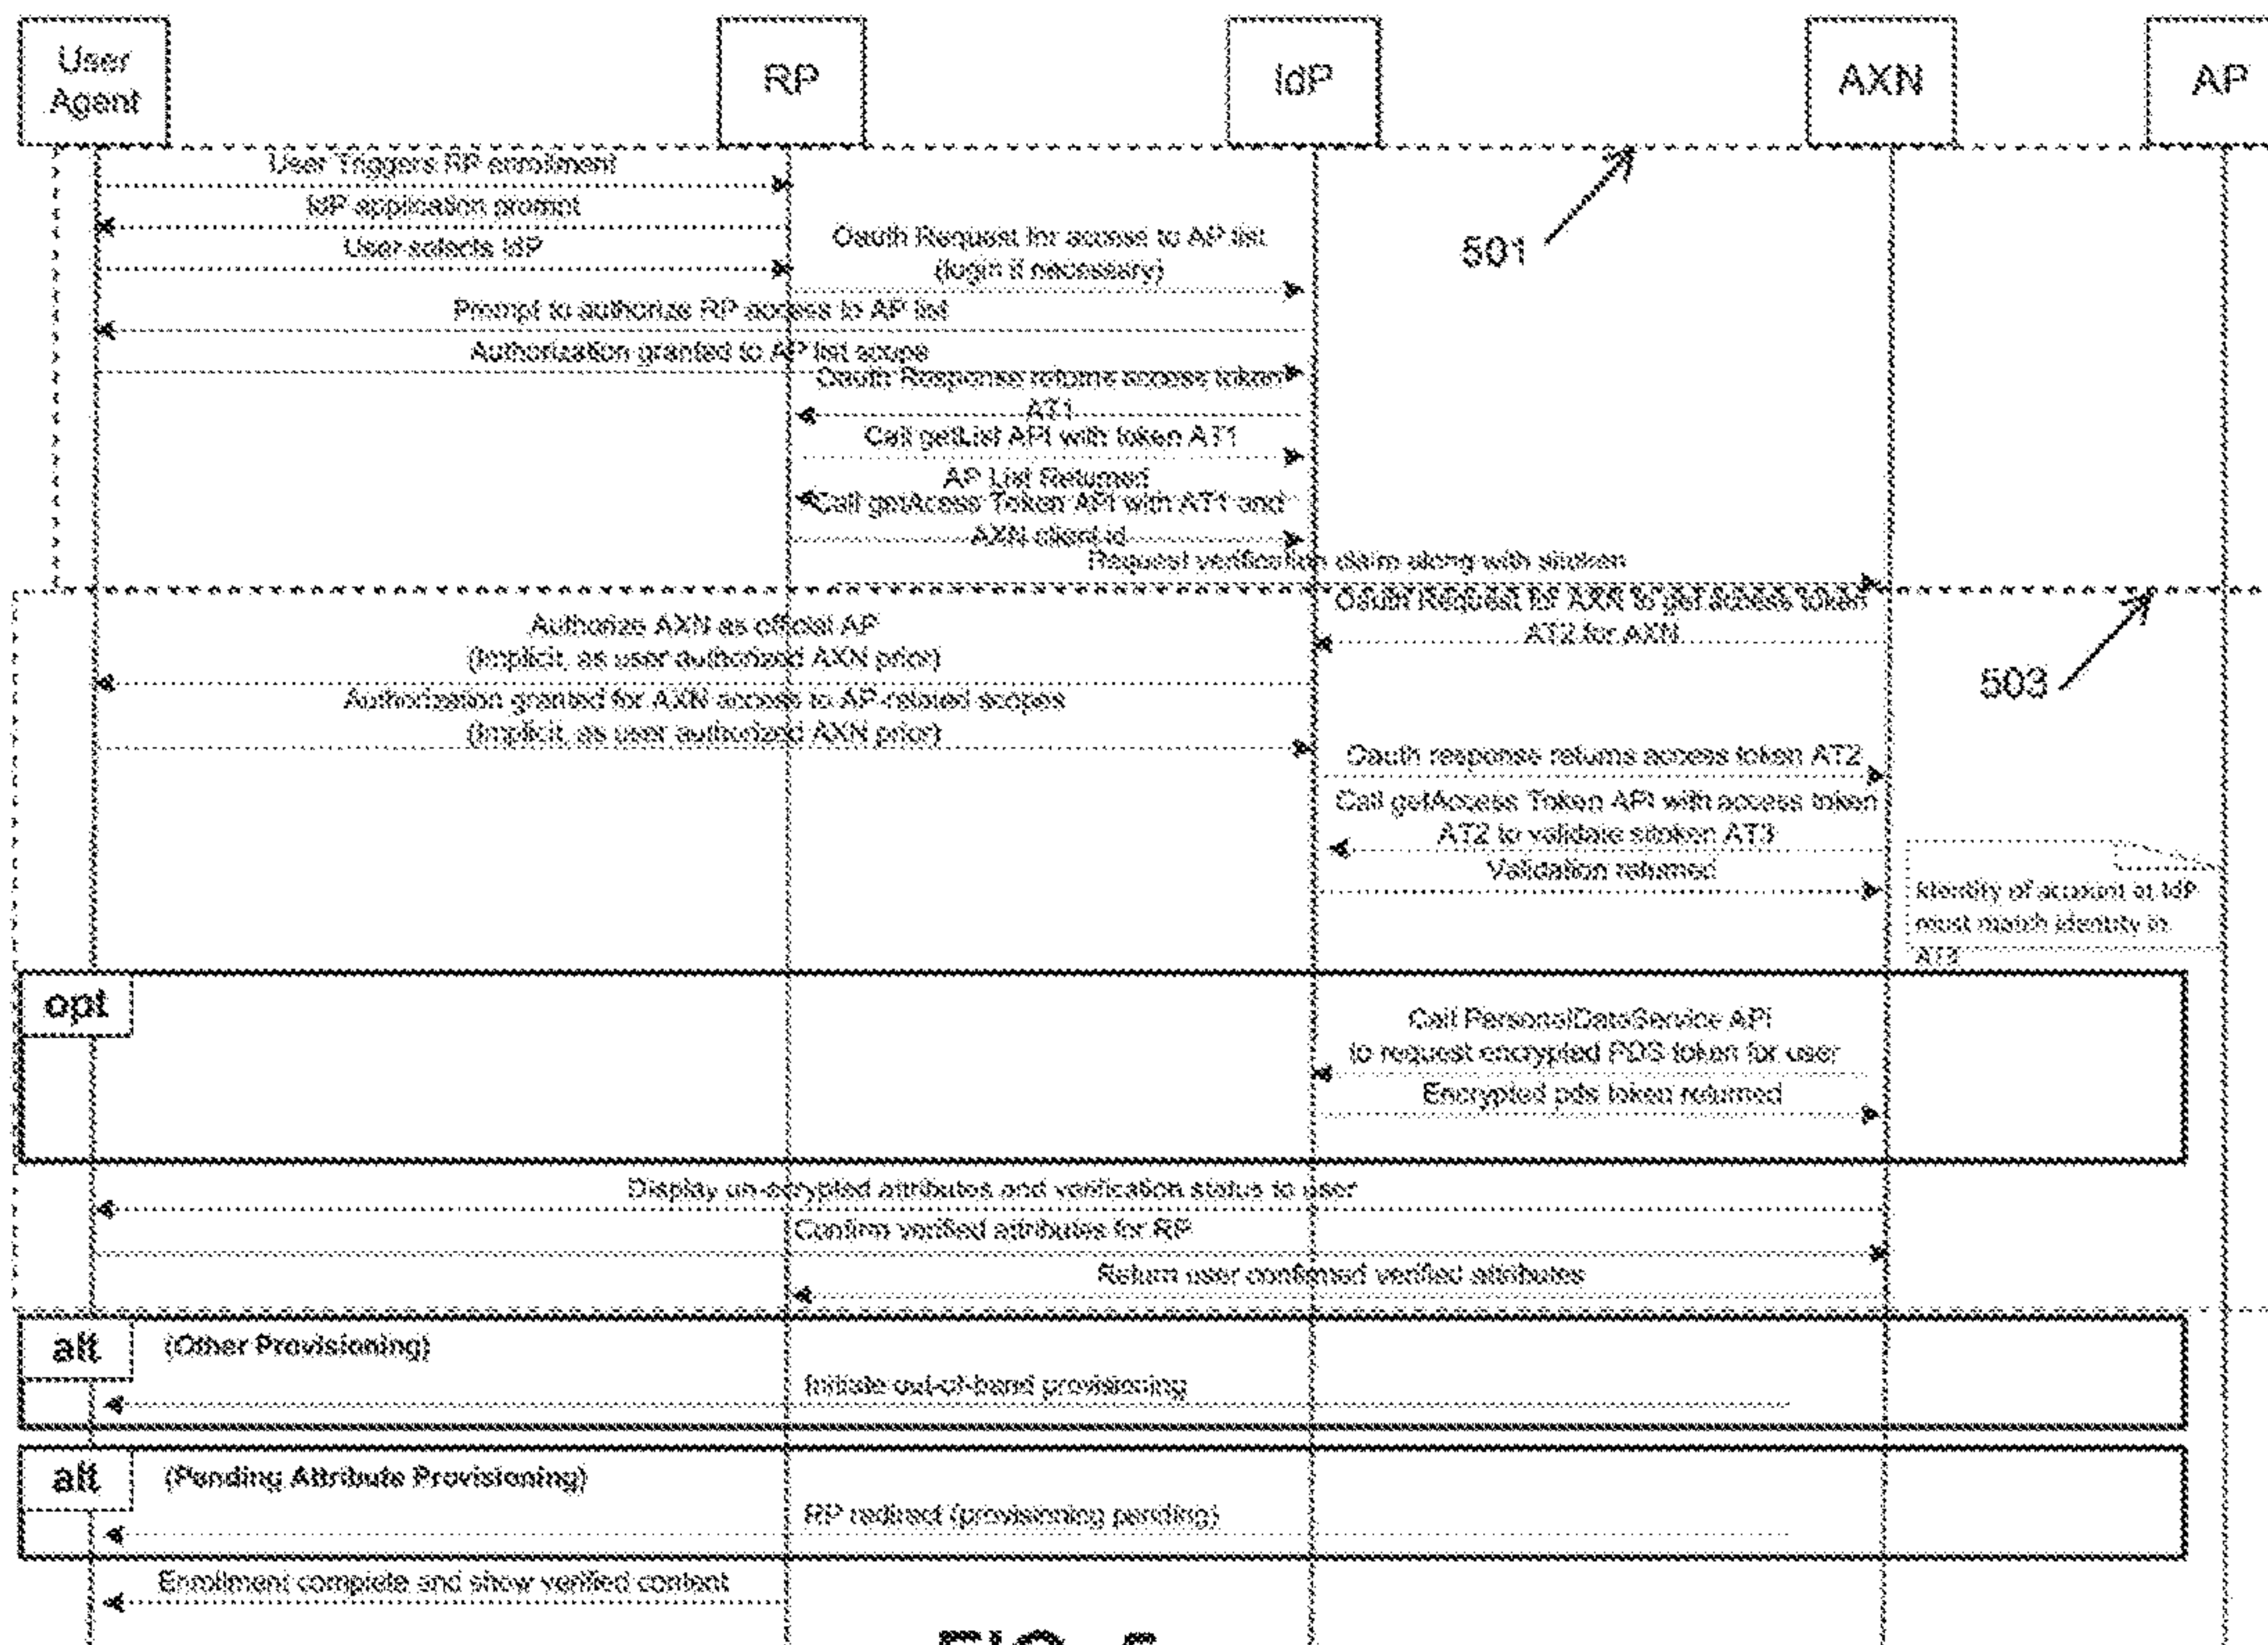 User
Agent
RP
IdP
AXN
AP
User Triggers RP enrollment
IdP application prompt
User selects IdP
Oauth Request for access to AP list
(login if necessary)
501
Prompt to authorize RP access to AP list
Authorization granted to AP list scope
Oauth Response returns access token
AT1
Call getList API with token AT1
AP List Returned
Call getAcess Token API with AT1 and
AXN client id
Request verification claim along with
Oauth Request for AXN to get access token
AT2 for AXN
Authorize AXN as official AP
(Implicit, as user authorized AXN prior)
503
Authorization granted for AXN access to AP-related scopes
(Implicit, as user authorized AXN prior)
Oauth response returns access token AT2
Call getAccess Token API with access token
AT2 to validate sitoken AT3
Validation returned
Identity of account at IdP
must match identity in
AT3
opt
Call PersonalDataService API
to request encrypted PDS token for user
Encrypted pds token returned
Display un-ecrypted attributes and verification status to user
Confirm verified attributes for RP
Return user confirmed verified attributes
alt
(Other Provisioning)
Initiate out-of-band provisioning
alt
(Pending Attribute Provisioning)
RP redirect (provisioning pending)
Enrollment complete and show verified content